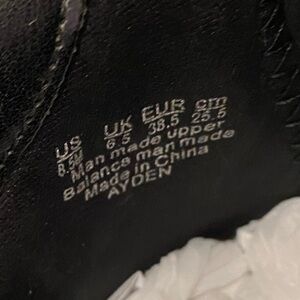 US UK EUR cm
8.5M 6.5 38.5 25.5
Man made upper
Balance man made
Made in China
AYDEN